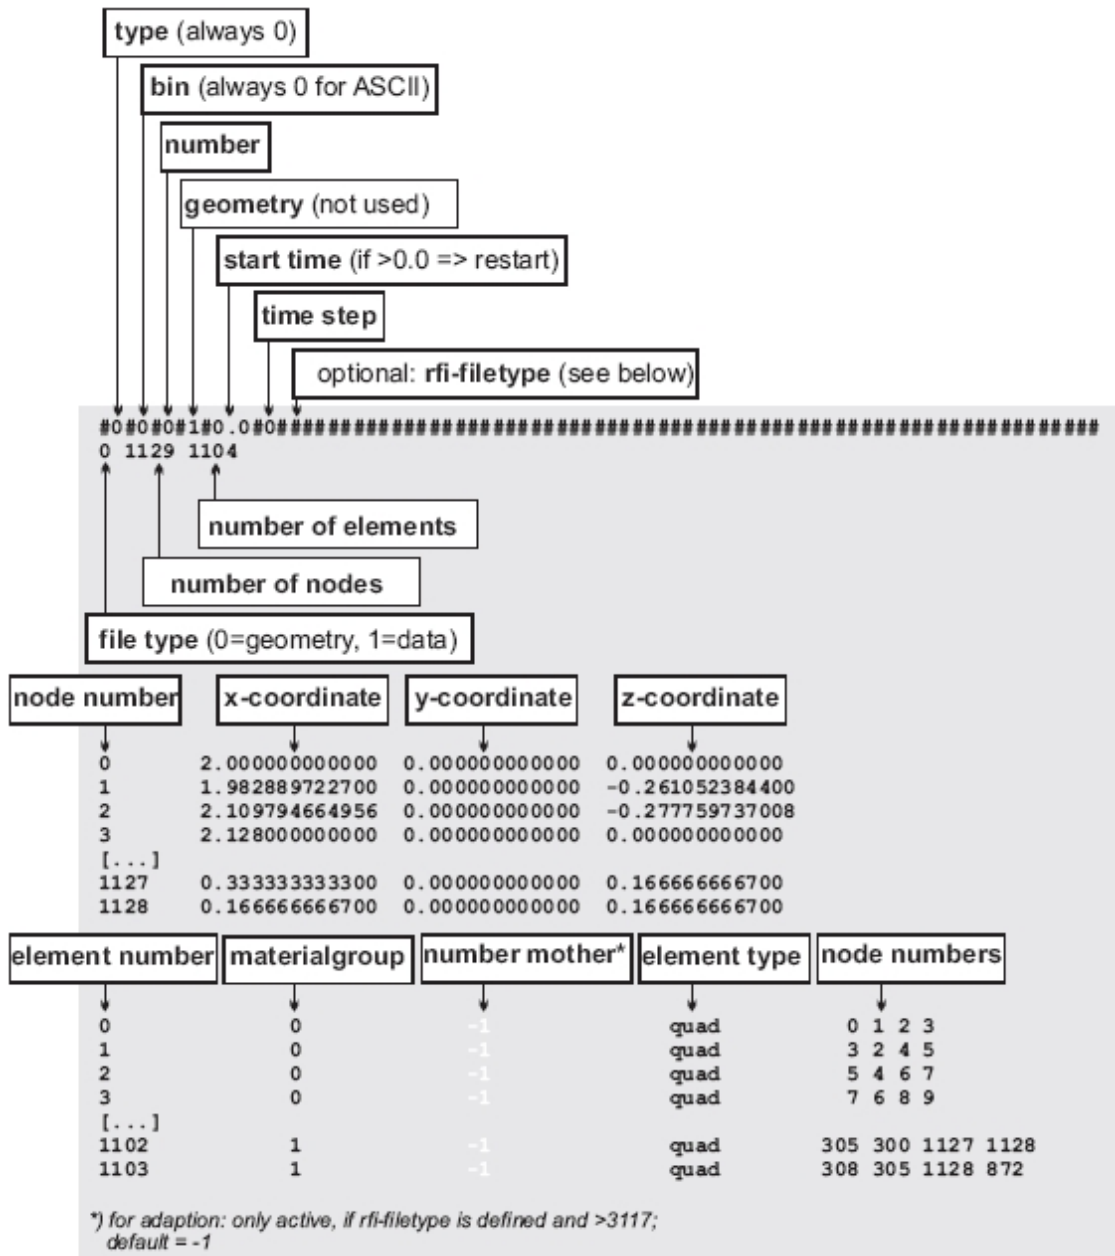 type (always 0)
bin (always 0 for ASCII)
number
geometry (not used)
start time (if >0.0 => restart)
time step
optional: rfi-filetype (see below)
#0#0#0#1#0.0#0################################################################
0 1129 1104
number of elements
number of nodes
file type (0=geometry, 1=data)
node number x-coordinate y-coordinate z-coordinate
0 2.000000000000 0.000000000000 0.000000000000
1 1.982889722700 0.000000000000 -0.261052384400
2 2.109794664956 0.000000000000 -0.277759737008
3 2.128000000000 0.000000000000 0.000000000000
[...]
1127 0.333333333300 0.000000000000 0.166666666700
1128 0.166666666700 0.000000000000 0.166666666700
element number materialgroup number mother* element type node numbers
0 0 -1 quad 0 1 2 3
1 0 -1 quad 3 2 4 5
2 0 -1 quad 5 4 6 7
3 0 -1 quad 7 6 8 9
[...]
1102 1 -1 quad 305 300 1127 1128
1103 1 -1 quad 308 305 1128 872
*) for adaption: only active, if rfi-filetype is defined and >3117;
default = -1